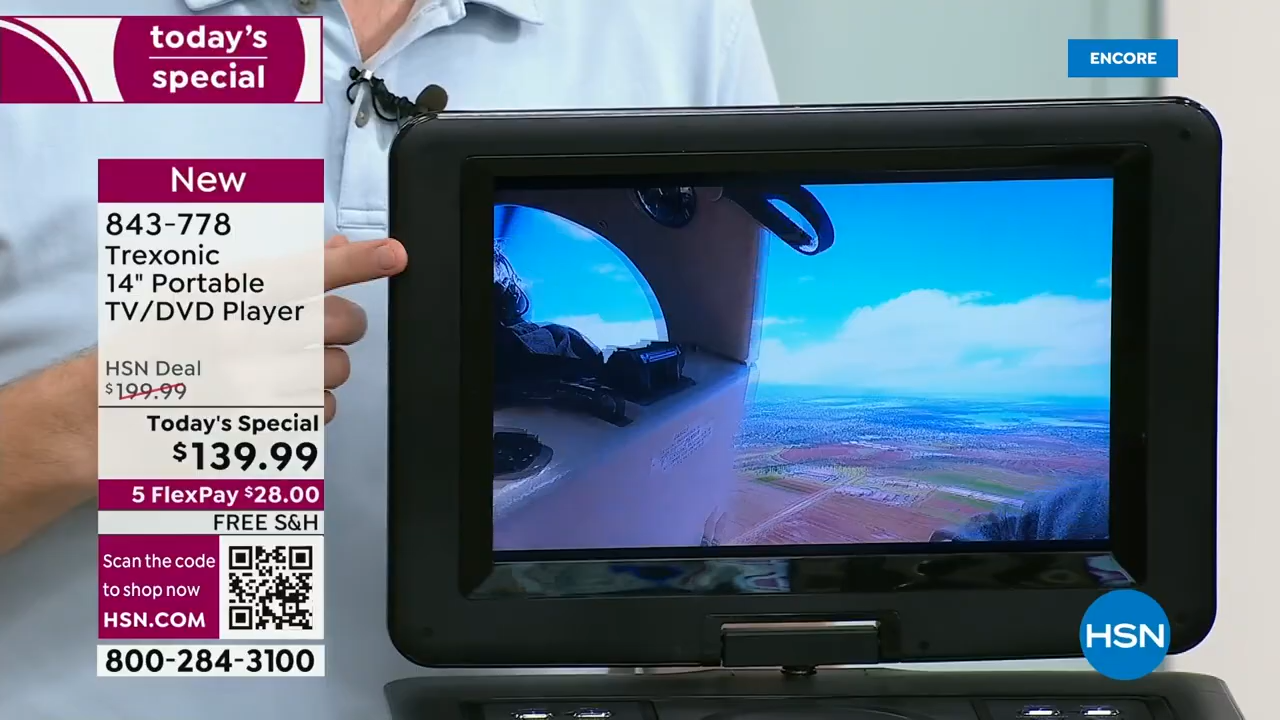 today's
special
ENCORE
New
843-778
Trexonic
14" Portable
TV/DVD Player
HSN Deal
$199.99
Today's Special
$139.99
5 FlexPay $28.00
FREE S&H
Scan the code
to shop now
HSN.COM
800-284-3100
HSN